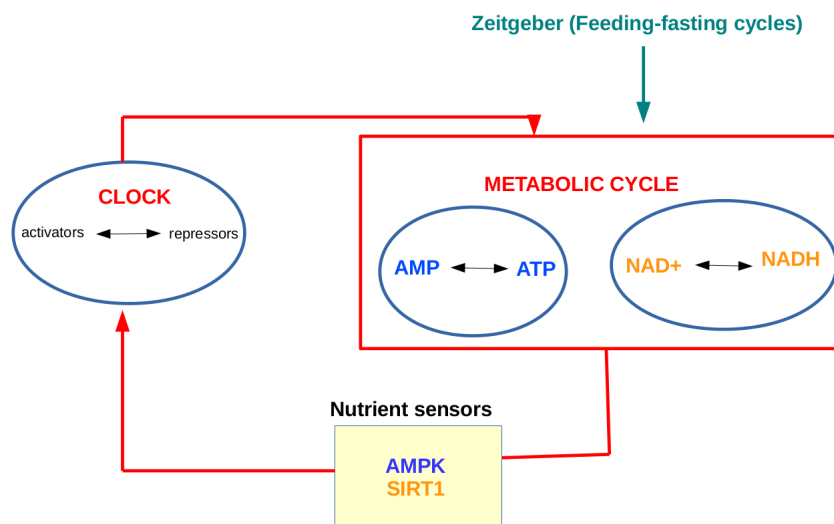 Zeitgeber (Feeding-fasting cycles)
CLOCK
activators
repressors
METABOLIC CYCLE
AMP
ATP
NAD+
NADH
Nutrient sensors
AMPK
SIRT1